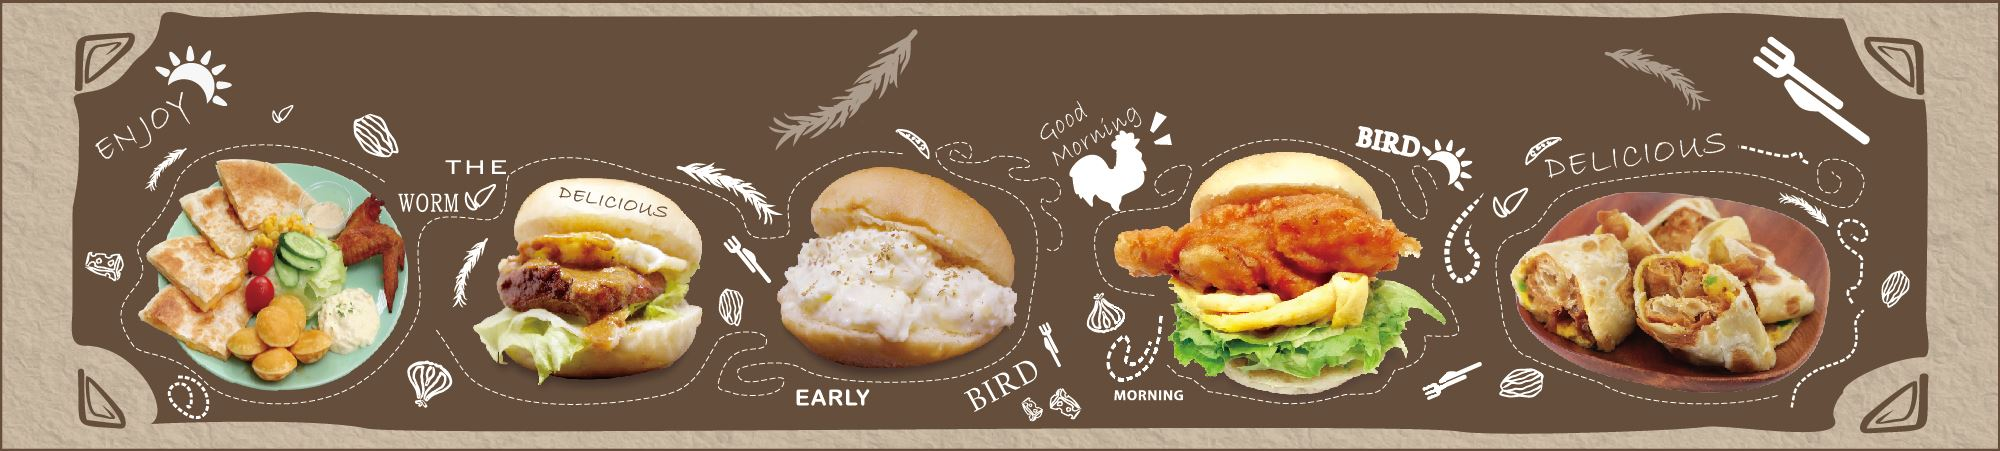 ENJOY
THE
WORM
DELICIOUS
EARLY
BIRD
Good
Morning
MORNING
BIRD
DELICIOUS